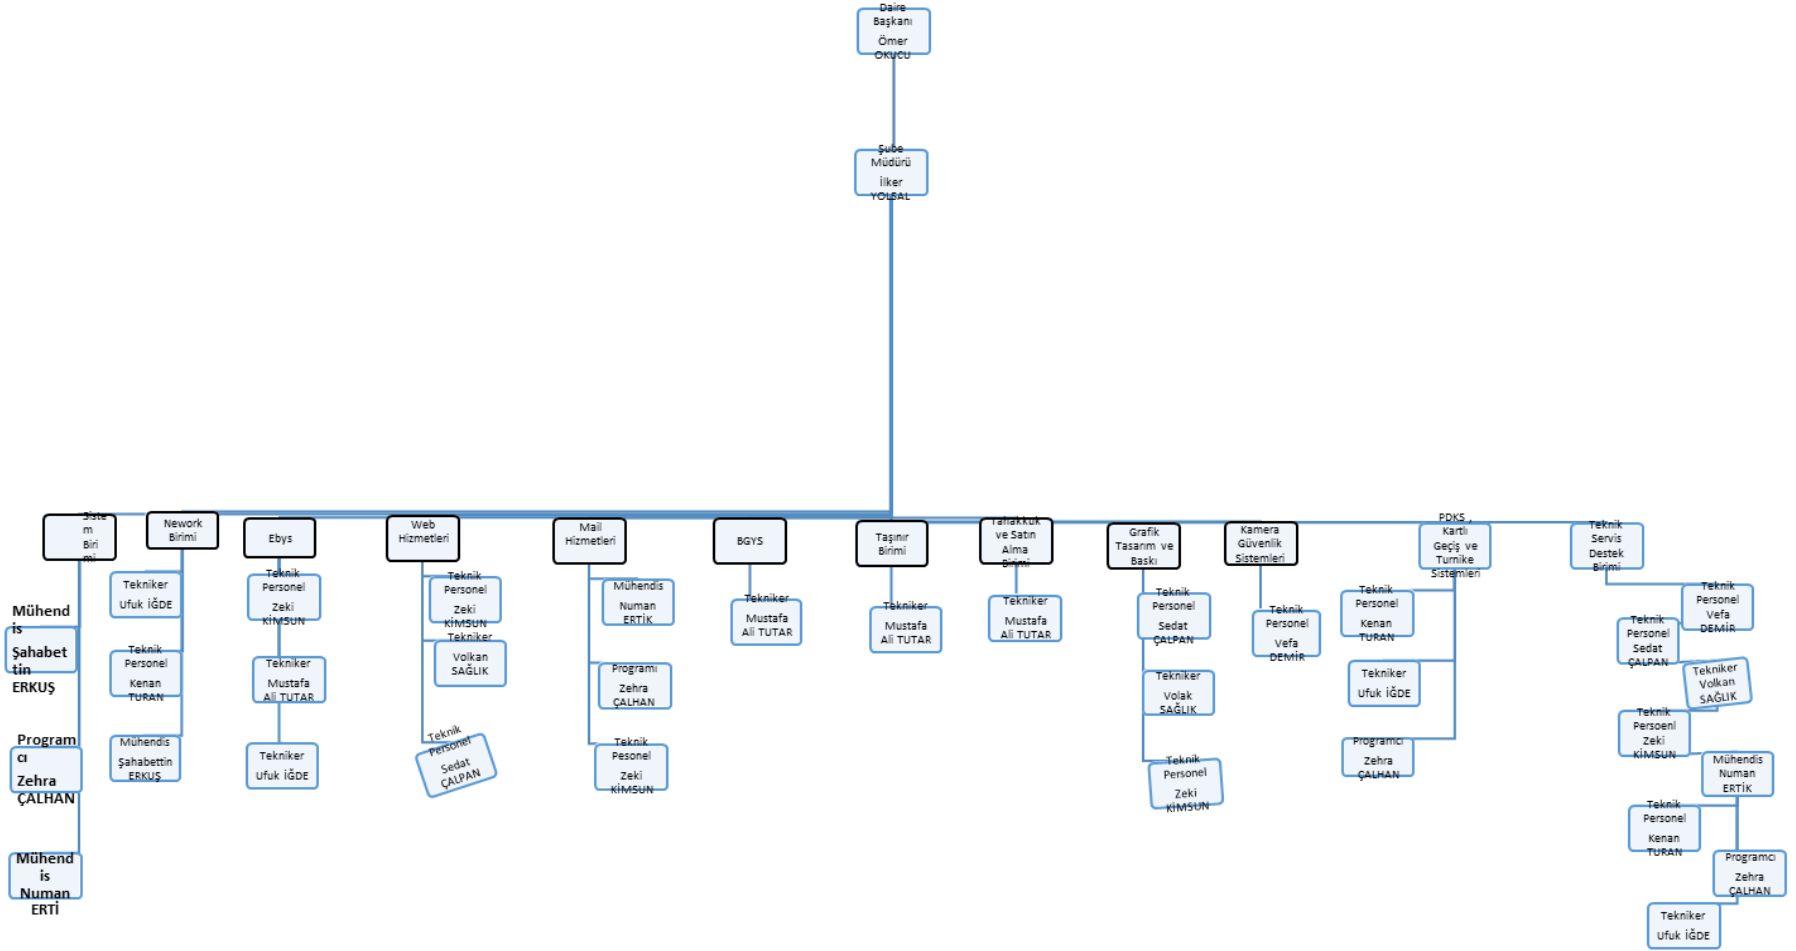 Daire
Başkanı
Ömer
OKUCU
Şube
Müdürü
İlker
YOLSAL
Siste
m
Biri
mi
Mühend
is
Şahabet
tin
ERKUŞ
Program
cı
Zehra
ÇALHAN
Mühend
is
Numan
ERTİ
Nework
Birimi
Tekniker
Ufuk İĞDE
Teknik
Personel
Kenan
TURAN
Mühendis
Şahabettin
ERKUŞ
Ebys
Teknik
Personel
Zeki
KİMSUN
Tekniker
Mustafa
Ali TUTAR
Tekniker
Ufuk İĞDE
Web
Hizmetleri
Teknik
Personel
Zeki
KİMSUN
Tekniker
Volkan
SAĞLIK
Teknik
Personel
Sedat
ÇALPAN
Mail
Hizmetleri
Mühendis
Numan
ERTİK
Programı
Zehra
ÇALHAN
Teknik
Pesonel
Zeki
KİMSUN
BGYS
Tekniker
Mustafa
Ali TUTAR
Taşınır
Birimi
Tekniker
Mustafa
Ali TUTAR
Tahakkuk
ve Satın
Alma
Birimi
Tekniker
Mustafa
Ali TUTAR
Grafik
Tasarım ve
Baskı
Teknik
Personel
Sedat
ÇALPAN
Tekniker
Volak
SAĞLIK
Teknik
Personel
Zeki
KİMSUN
Kamera
Güvenlik
Sistemleri
Teknik
Personel
Vefa
DEMİR
PDKS ,
Kartlı
Geçiş ve
Turnike
Sistemleri
Teknik
Personel
Kenan
TURAN
Tekniker
Ufuk İĞDE
Programcı
Zehra
ÇALHAN
Teknik
Servis
Destek
Birimi
Teknik
Personel
Vefa
DEMİR
Teknik
Personel
Sedat
ÇALPAN
Tekniker
Volkan
SAĞLIK
Teknik
Persoenl
Zeki
KİMSUN
Mühendis
Numan
ERTİK
Teknik
Personel
Kenan
TURAN
Programcı
Zehra
ÇALHAN
Tekniker
Ufuk İĞDE